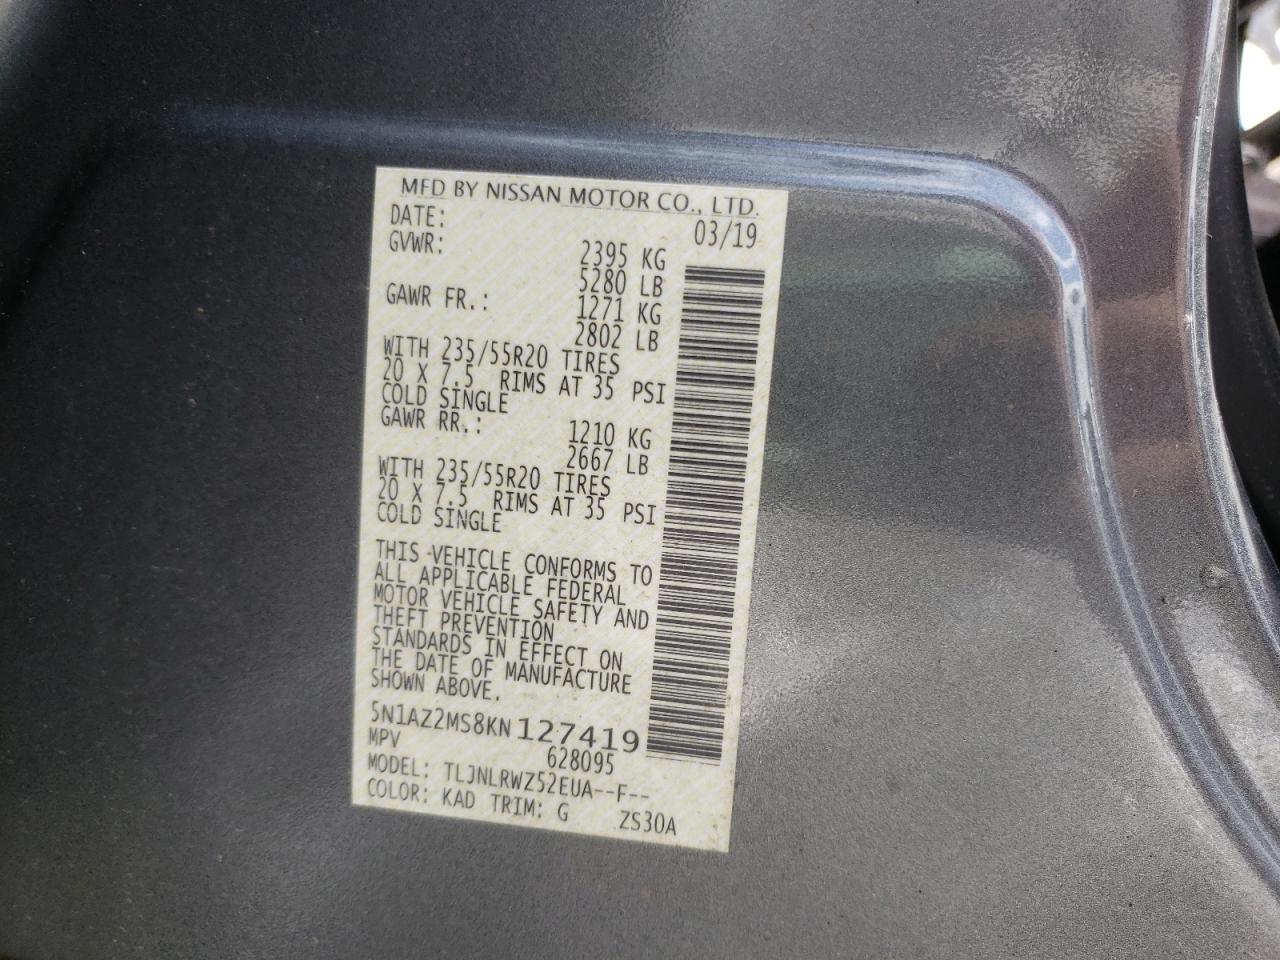 MFD BY NISSAN MOTOR CO., LTD.
DATE: 03/19
GVWR: 2395 KG
5280 LB
GAWR FR.: 1271 KG
2802 LB
WITH 235/55R20 TIRES
20 X 7.5 RIMS AT 35 PSI
COLD SINGLE
GAWR RR.: 1210 KG
2667 LB
WITH 235/55R20 TIRES
20 X 7.5 RIMS AT 35 PSI
COLD SINGLE
THIS VEHICLE CONFORMS TO
ALL APPLICABLE FEDERAL
MOTOR VEHICLE SAFETY AND
THEFT PREVENTION
STANDARDS IN EFFECT ON
THE DATE OF MANUFACTURE
SHOWN ABOVE.
5N1AZ2MS8KN127419
MPV 628095
MODEL: TLJNLRWZ52EUA--F--
COLOR: KAD TRIM: G ZS30A